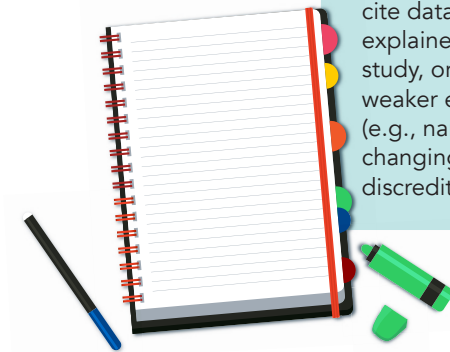 cite data
explaine
study, or
weaker e
(e.g., na
changing
discredit